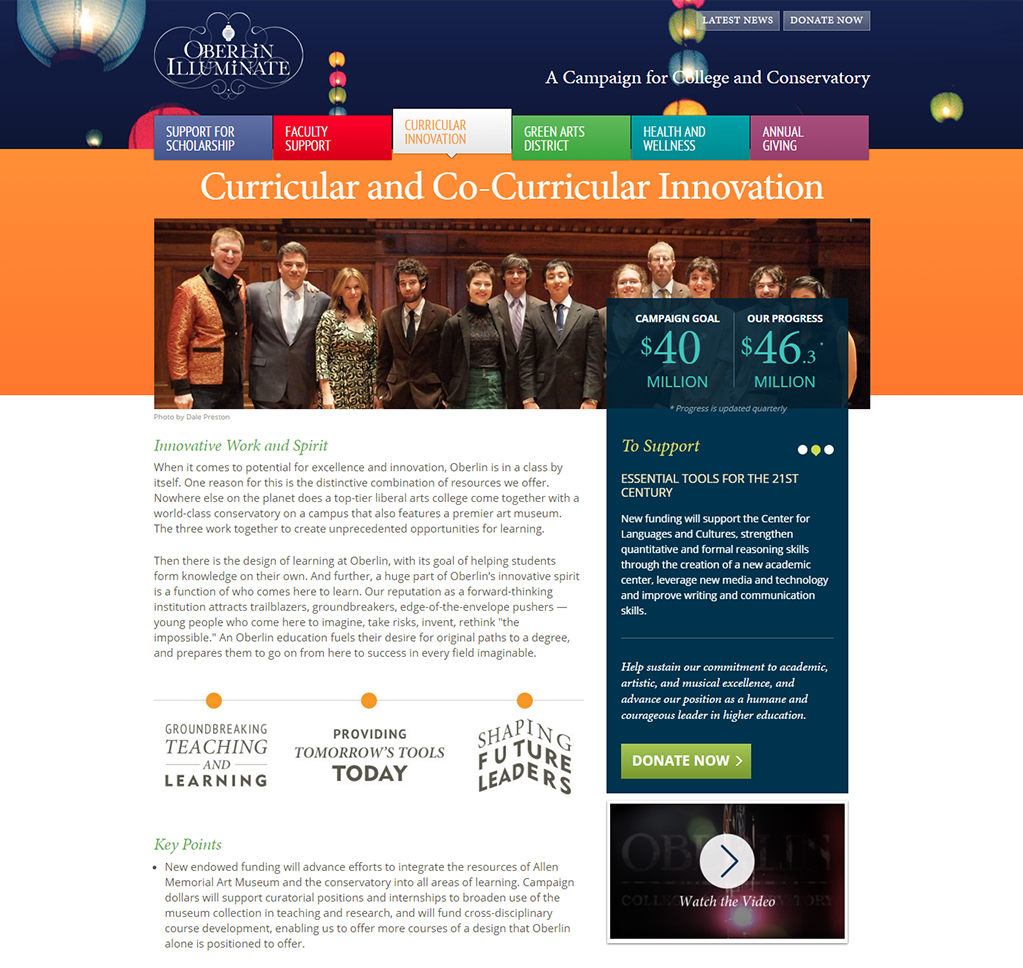 LATEST NEWS
DONATE NOW
OBERLIN
ILLUMINATE
A Campaign for College and Conservatory
SUPPORT FOR
SCHOLARSHIP
FACULTY
SUPPORT
CURRICULAR
INNOVATION
GREEN ARTS
DISTRICT
HEALTH AND
WELLNESS
ANNUAL
GIVING
Curricular and Co-Curricular Innovation
CAMPAIGN GOAL
$40
MILLION
OUR PROGRESS
$46.3*
MILLION
* Progress is updated quarterly
Photo by Dale Preston
Innovative Work and Spirit
When it comes to potential for excellence and innovation, Oberlin is in a class by
itself. One reason for this is the distinctive combination of resources we offer.
Nowhere else on the planet does a top-tier liberal arts college come together with a
world-class conservatory on a campus that also features a premier art museum.
The three work together to create unprecedented opportunities for learning.
Then there is the design of learning at Oberlin, with its goal of helping students
form knowledge on their own. And further, a huge part of Oberlin’s innovative spirit
is a function of who comes here to learn. Our reputation as a forward-thinking
institution attracts trailblazers, groundbreakers, edge-of-the-envelope pushers —
young people who come here to imagine, take risks, invent, rethink "the
impossible." An Oberlin education fuels their desire for original paths to a degree,
and prepares them to go on from here to success in every field imaginable.
GROUNDBREAKING
TEACHING
AND
LEARNING
PROVIDING
TOMORROW'S TOOLS
TODAY
SHAPING
FUTURE
LEADERS
Key Points
• New endowed funding will advance efforts to integrate the resources of Allen
Memorial Art Museum and the conservatory into all areas of learning. Campaign
dollars will support curatorial positions and internships to broaden use of the
museum collection in teaching and research, and will fund cross-disciplinary
course development, enabling us to offer more courses of a design that Oberlin
alone is positioned to offer.
To Support
ESSENTIAL TOOLS FOR THE 21ST
CENTURY
New funding will support the Center for
Languages and Cultures, strengthen
quantitative and formal reasoning skills
through the creation of a new academic
center, leverage new media and technology
and improve writing and communication
skills.
Help sustain our commitment to academic,
artistic, and musical excellence, and
advance our position as a humane and
courageous leader in higher education.
DONATE NOW
Watch the Video